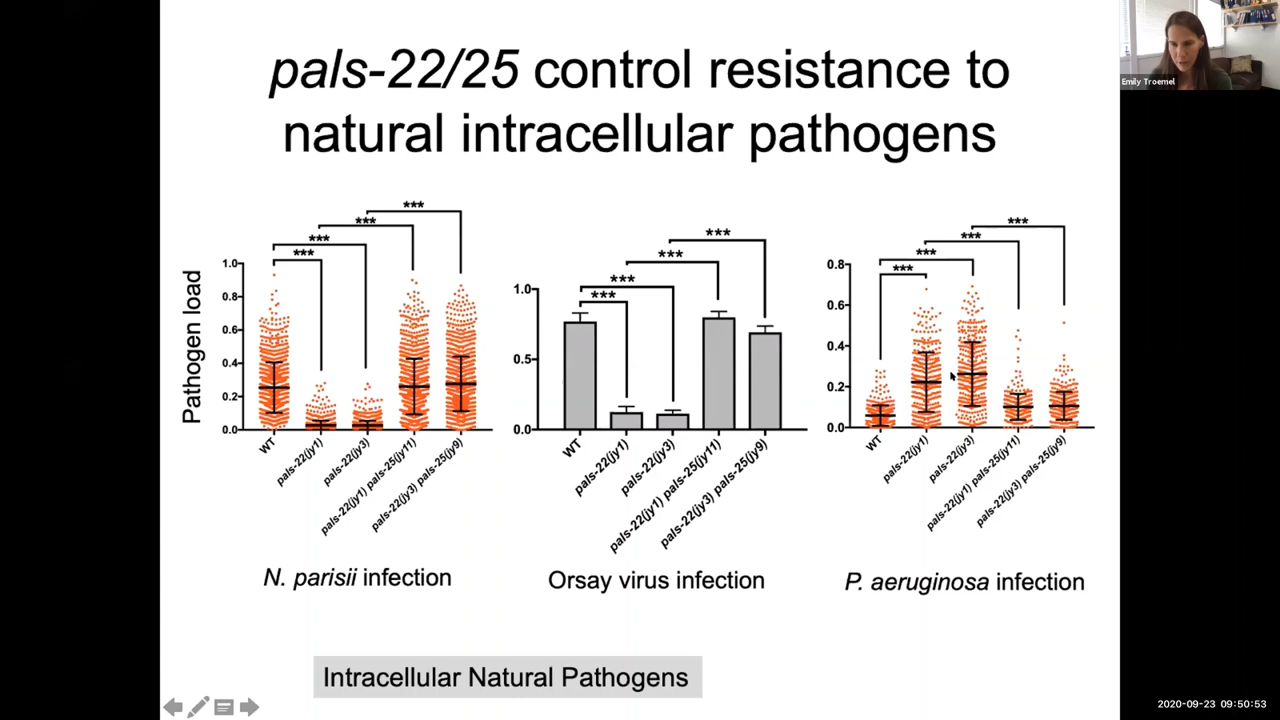 pals-22/25 control resistance to
natural intracellular pathogens
Emily Troemel
Pathogen load
***
***
***
***
1.0
0.8
0.6
0.4
0.2
0.0
WT
pals-22(jy1)
pals-22(jy3)
pals-22(jy1) pals-25(jy11)
pals-22(jy3) pals-25(jy9)
N. parisii infection
***
***
***
***
1.0
0.5
0.0
WT
pals-22(jy1)
pals-22(jy3)
pals-22(jy1) pals-25(jy11)
pals-22(jy3) pals-25(jy9)
Orsay virus infection
***
***
***
***
0.8
0.6
0.4
0.2
0.0
WT
pals-22(jy1)
pals-22(jy3)
pals-22(jy1) pals-25(jy11)
pals-22(jy3) pals-25(jy9)
P. aeruginosa infection
Intracellular Natural Pathogens
2020-09-23 09:50:53